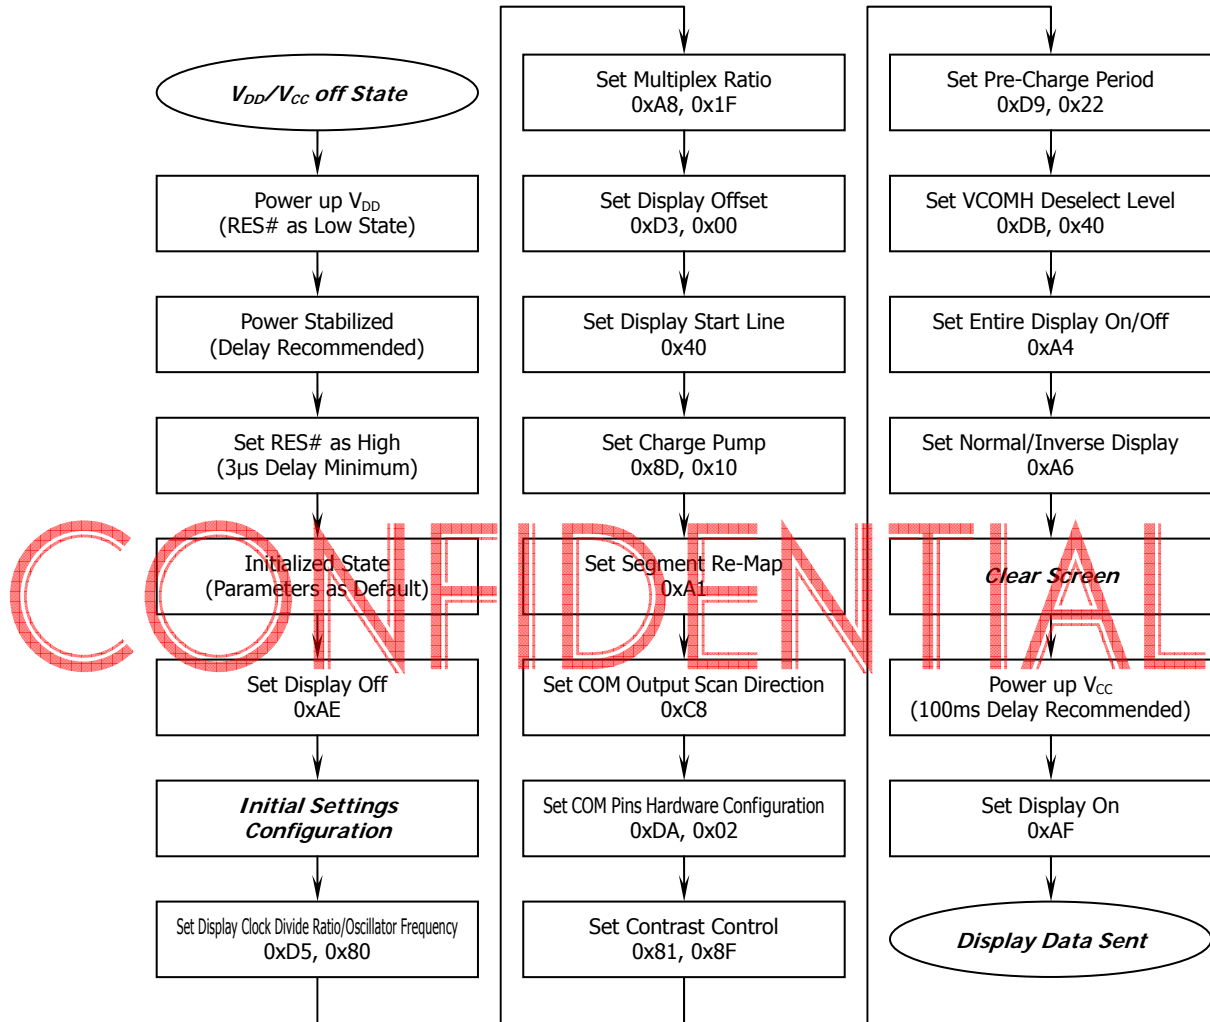 V_DD/V_CC off State
Power up V_DD
(RES# as Low State)
Power Stabilized
(Delay Recommended)
Set RES# as High
(3μs Delay Minimum)
Initialized State
(Parameters as Default)
Set Display Off
0xAE
Initial Settings
Configuration
Set Display Clock Divide Ratio/Oscillator Frequency
0xD5, 0x80
Set Multiplex Ratio
0xA8, 0x1F
Set Display Offset
0xD3, 0x00
Set Display Start Line
0x40
Set Charge Pump
0x8D, 0x10
Set Segment Re-Map
0xA1
Set COM Output Scan Direction
0xC8
Set COM Pins Hardware Configuration
0xDA, 0x02
Set Contrast Control
0x81, 0x8F
Set Pre-Charge Period
0xD9, 0x22
Set VCOMH Deselect Level
0xDB, 0x40
Set Entire Display On/Off
0xA4
Set Normal/Inverse Display
0xA6
Clear Screen
Power up V_CC
(100ms Delay Recommended)
Set Display On
0xAF
Display Data Sent
CONFIDENTIAL